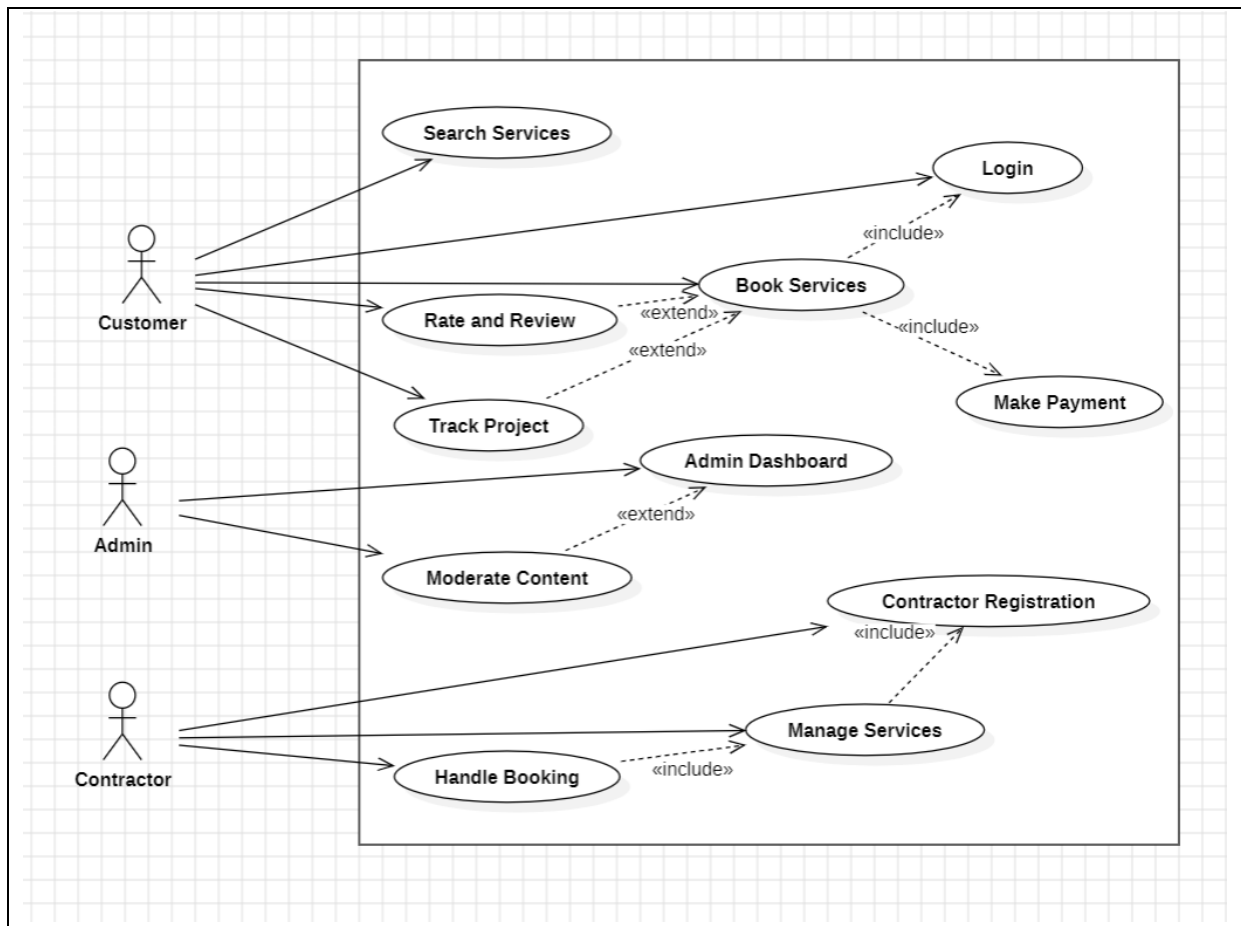 Search Services
Login
«include»
Customer
Book Services
Rate and Review
«extend»
«include»
«extend»
Make Payment
Track Project
Admin Dashboard
«extend»
Admin
Moderate Content
Contractor Registration
«include»
Manage Services
Contractor
Handle Booking
«include»